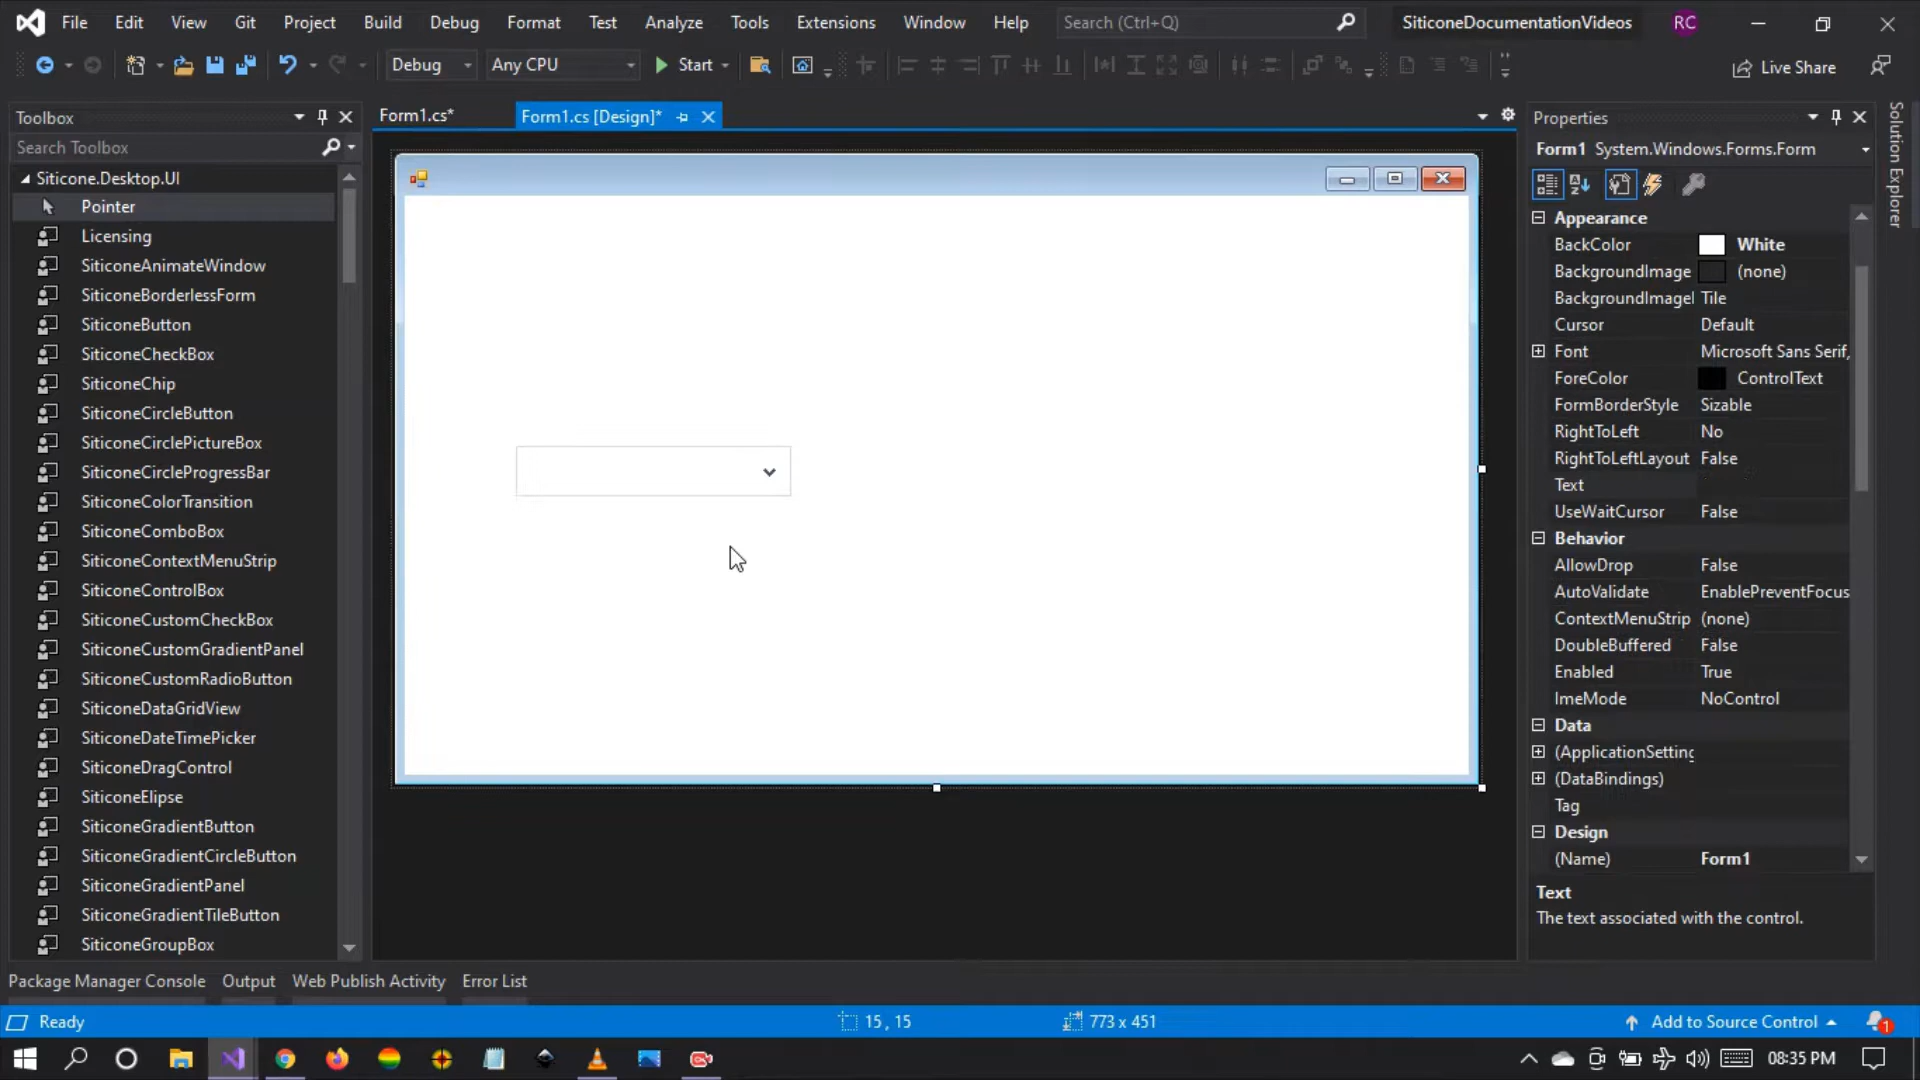 File Edit View Git Project Build Debug Format Test Analyze Tools Extensions Window Help Search (Ctrl+Q) SiticoneDocumentationVideos RC
Debug Any CPU Start Live Share
Toolbox
Search Toolbox
Siticone.Desktop.UI
Pointer
Licensing
SiticoneAnimateWindow
SiticoneBorderlessForm
SiticoneButton
SiticoneCheckBox
SiticoneChip
SiticoneCircleButton
SiticoneCirclePictureBox
SiticoneCircleProgressBar
SiticoneColorTransition
SiticoneComboBox
SiticoneContextMenuStrip
SiticoneControlBox
SiticoneCustomCheckBox
SiticoneCustomGradientPanel
SiticoneCustomRadioButton
SiticoneDataGridView
SiticoneDateTimePicker
SiticoneDragControl
SiticoneElipse
SiticoneGradientButton
SiticoneGradientCircleButton
SiticoneGradientPanel
SiticoneGradientTileButton
SiticoneGroupBox
Form1.cs* Form1.cs [Design]*
Properties
Form1 System.Windows.Forms.Form
Appearance
BackColor White
BackgroundImage (none)
BackgroundImagel Tile
Cursor Default
Font Microsoft Sans Serif,
ForeColor ControlText
FormBorderStyle Sizable
RightToLeft No
RightToLeftLayout False
Text
UseWaitCursor False
Behavior
AllowDrop False
AutoValidate EnablePreventFocus
ContextMenuStrip (none)
DoubleBuffered False
Enabled True
ImeMode NoControl
Data
(ApplicationSetting
(DataBindings)
Tag
Design
(Name) Form1
Text
The text associated with the control.
Solution Explorer
Package Manager Console Output Web Publish Activity Error List
Ready 15 , 15 773 x 451 Add to Source Control 1
08:35 PM